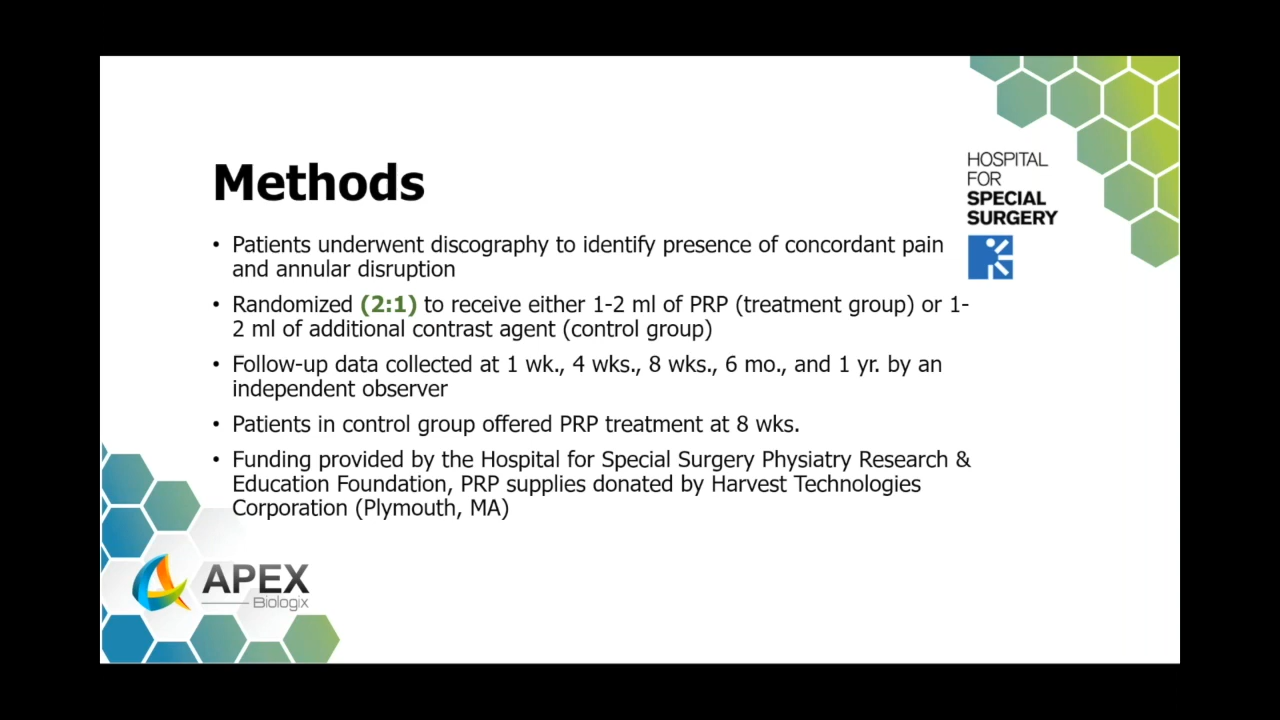 Methods
HOSPITAL
FOR
SPECIAL
SURGERY
• Patients underwent discography to identify presence of concordant pain
and annular disruption
• Randomized (2:1) to receive either 1-2 ml of PRP (treatment group) or 1-
2 ml of additional contrast agent (control group)
• Follow-up data collected at 1 wk., 4 wks., 8 wks., 6 mo., and 1 yr. by an
independent observer
• Patients in control group offered PRP treatment at 8 wks.
• Funding provided by the Hospital for Special Surgery Physiatry Research &
Education Foundation, PRP supplies donated by Harvest Technologies
Corporation (Plymouth, MA)
APEX
Biologix